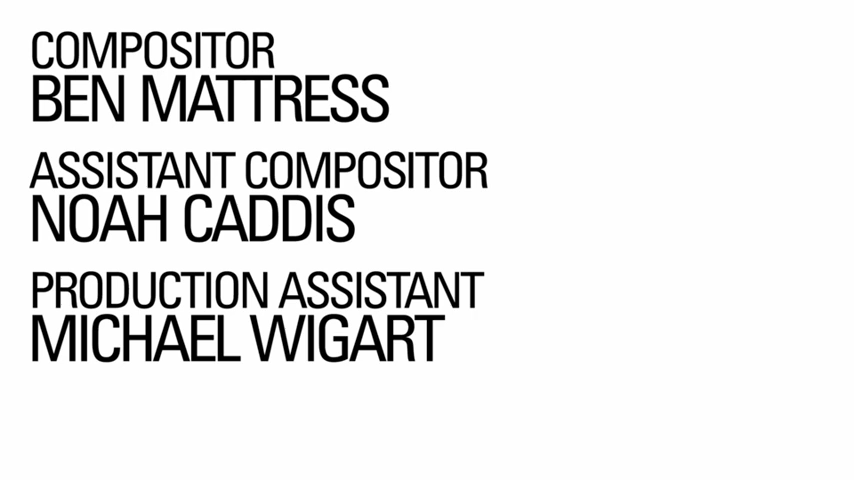 COMPOSITOR
BEN MATTRESS
ASSISTANT COMPOSITOR
NOAH CADDIS
PRODUCTION ASSISTANT
MICHAEL WIGART